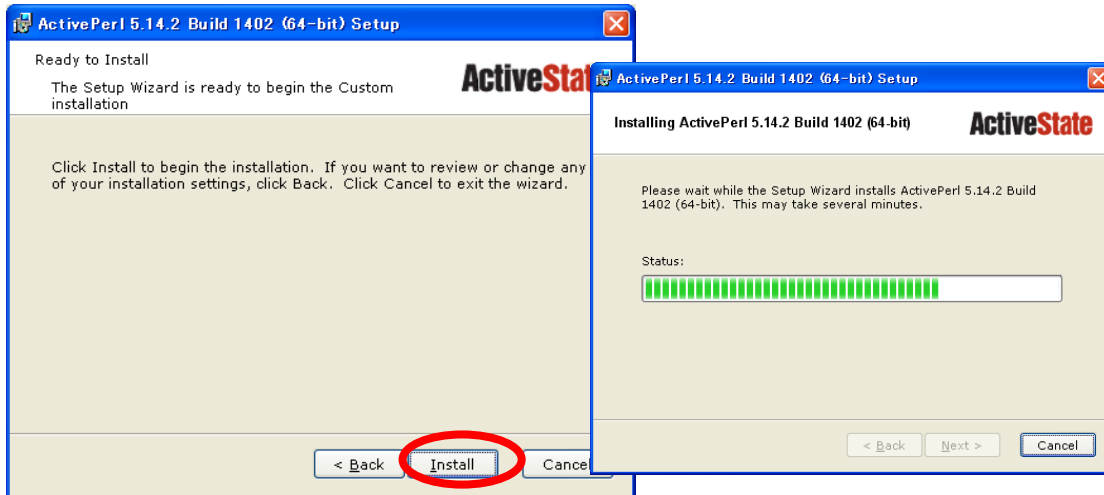 ActivePerl 5.14.2 Build 1402 (64-bit) Setup
Ready to Install
The Setup Wizard is ready to begin the Custom
installation
ActiveStat
Click Install to begin the installation.  If you want to review or change any
of your installation settings, click Back.  Click Cancel to exit the wizard.
< Back
Install
Cance
ActivePerl 5.14.2 Build 1402 (64-bit) Setup
Installing ActivePerl 5.14.2 Build 1402 (64-bit)
ActiveState
Please wait while the Setup Wizard installs ActivePerl 5.14.2 Build
1402 (64-bit).  This may take several minutes.
Status:
< Back
Next >
Cancel